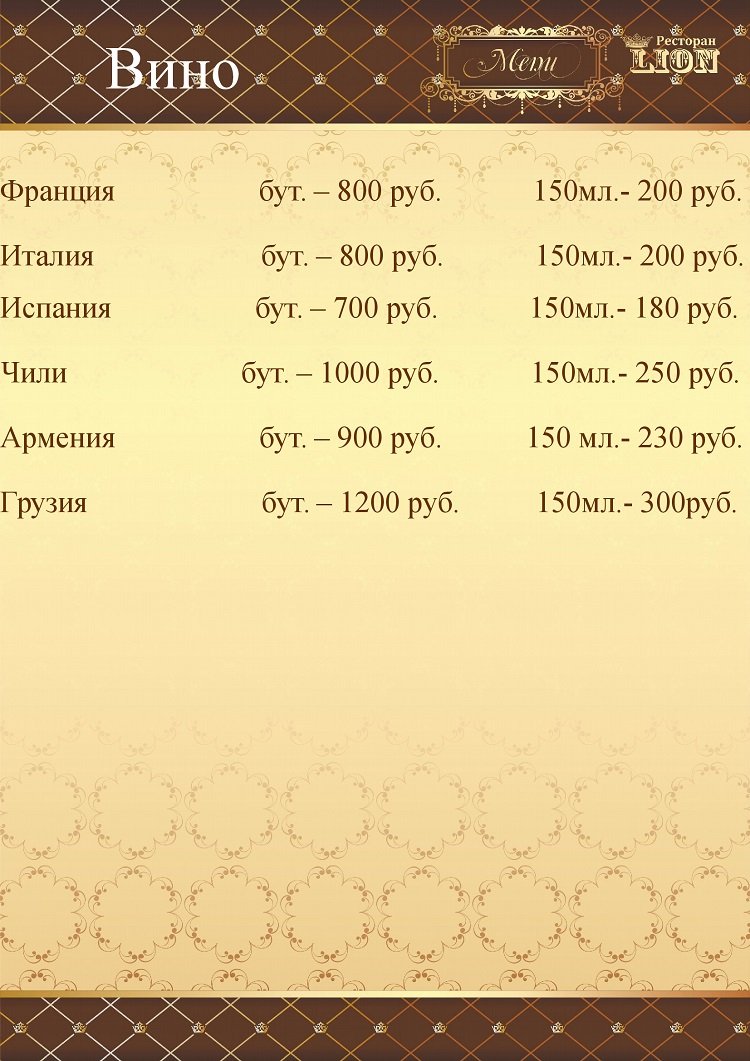 Вино
Menu
Ресторан
LION
Франция бут. – 800 руб. 150мл.- 200 руб.
Италия бут. – 800 руб. 150мл.- 200 руб.
Испания бут. – 700 руб. 150мл.- 180 руб.
Чили бут. – 1000 руб. 150мл.- 250 руб.
Армения бут. – 900 руб. 150 мл.- 230 руб.
Грузия бут. – 1200 руб. 150мл.- 300руб.